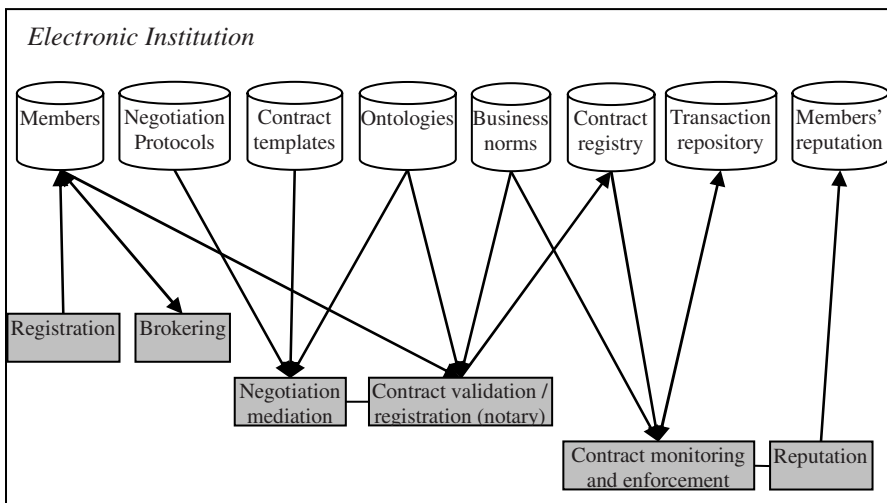 Electronic Institution
Members
Negotiation
Protocols
Contract
templates
Ontologies
Business
norms
Contract
registry
Transaction
repository
Members'
reputation
Registration
Brokering
Negotiation
mediation
Contract validation /
registration (notary)
Contract monitoring
and enforcement
Reputation